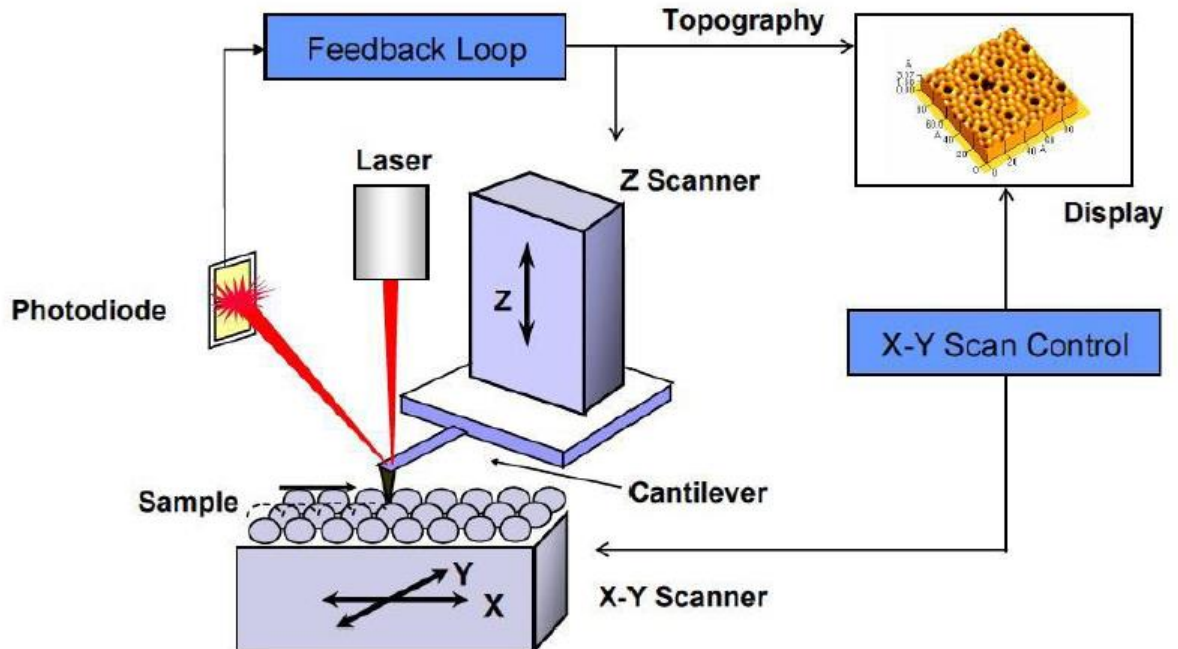 Topography
Feedback Loop
Laser
Z Scanner
Display
Z
Photodiode
X-Y Scan Control
Sample
Cantilever
Y
X
X-Y Scanner